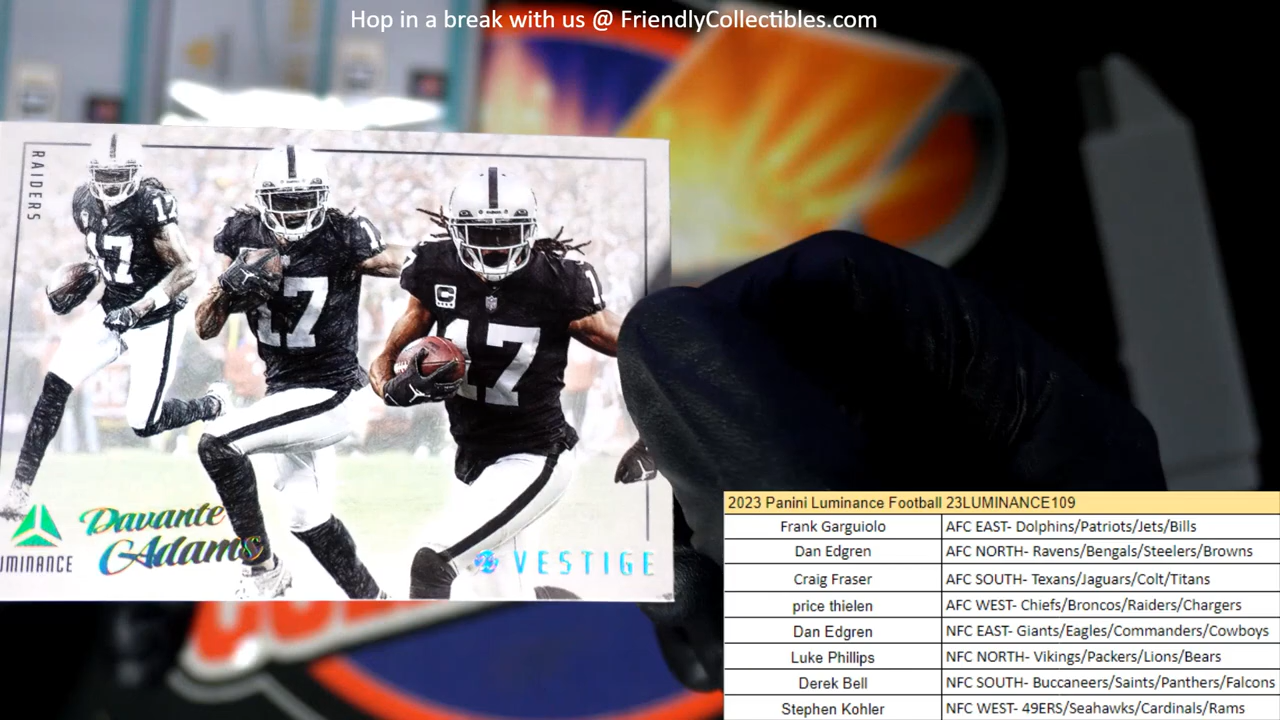 Hop in a break with us @ FriendlyCollectibles.com
RAIDERS
17
17
17
C
UMINANCE
Davante
Adams
VESTIGE
2023 Panini Luminance Football 23LUMINANCE109
Frank Garguiolo AFC EAST- Dolphins/Patriots/Jets/Bills
Dan Edgren AFC NORTH- Ravens/Bengals/Steelers/Browns
Craig Fraser AFC SOUTH- Texans/Jaguars/Colt/Titans
price thielen AFC WEST- Chiefs/Broncos/Raiders/Chargers
Dan Edgren NFC EAST- Giants/Eagles/Commanders/Cowboys
Luke Phillips NFC NORTH- Vikings/Packers/Lions/Bears
Derek Bell NFC SOUTH- Buccaneers/Saints/Panthers/Falcons
Stephen Kohler NFC WEST- 49ERS/Seahawks/Cardinals/Rams